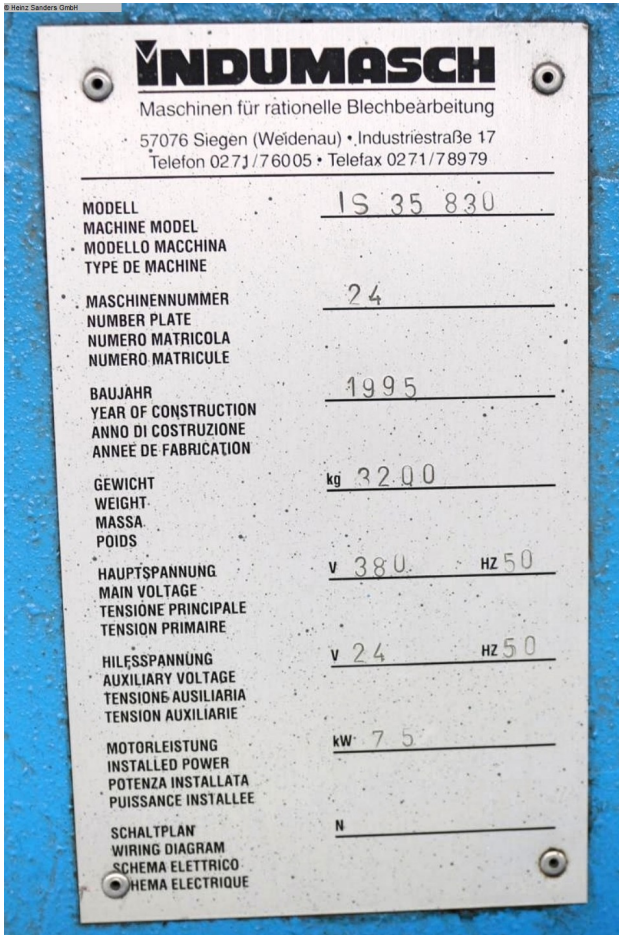 © Heinz Sanders GmbH
INDUMASCH
Maschinen für rationelle Blechbearbeitung
57076 Siegen (Weidenau) • Industriestraße 17
Telefon 0271/76005 • Telefax 0271/78979
MODELL IS 35 830
MACHINE MODEL
MODELLO MACCHINA
TYPE DE MACHINE
MASCHINENNUMMER 24
NUMBER PLATE
NUMERO MATRICOLA
NUMERO MATRICULE
BAUJAHR 1995
YEAR OF CONSTRUCTION
ANNO DI COSTRUZIONE
ANNEE DE FABRICATION
GEWICHT kg 3200
WEIGHT
MASSA
POIDS
HAUPTSPANNUNG V 380 HZ 50
MAIN VOLTAGE
TENSIONE PRINCIPALE
TENSION PRIMAIRE
HILFSSPANNUNG V 24 HZ 50
AUXILIARY VOLTAGE
TENSIONE AUSILIARIA
TENSION AUXILIARIE
MOTORLEISTUNG kW 7 5
INSTALLED POWER
POTENZA INSTALLATA
PUISSANCE INSTALLEE
SCHALTPLAN N
WIRING DIAGRAM
SCHEMA ELETTRICO
HEMA ELECTRIQUE